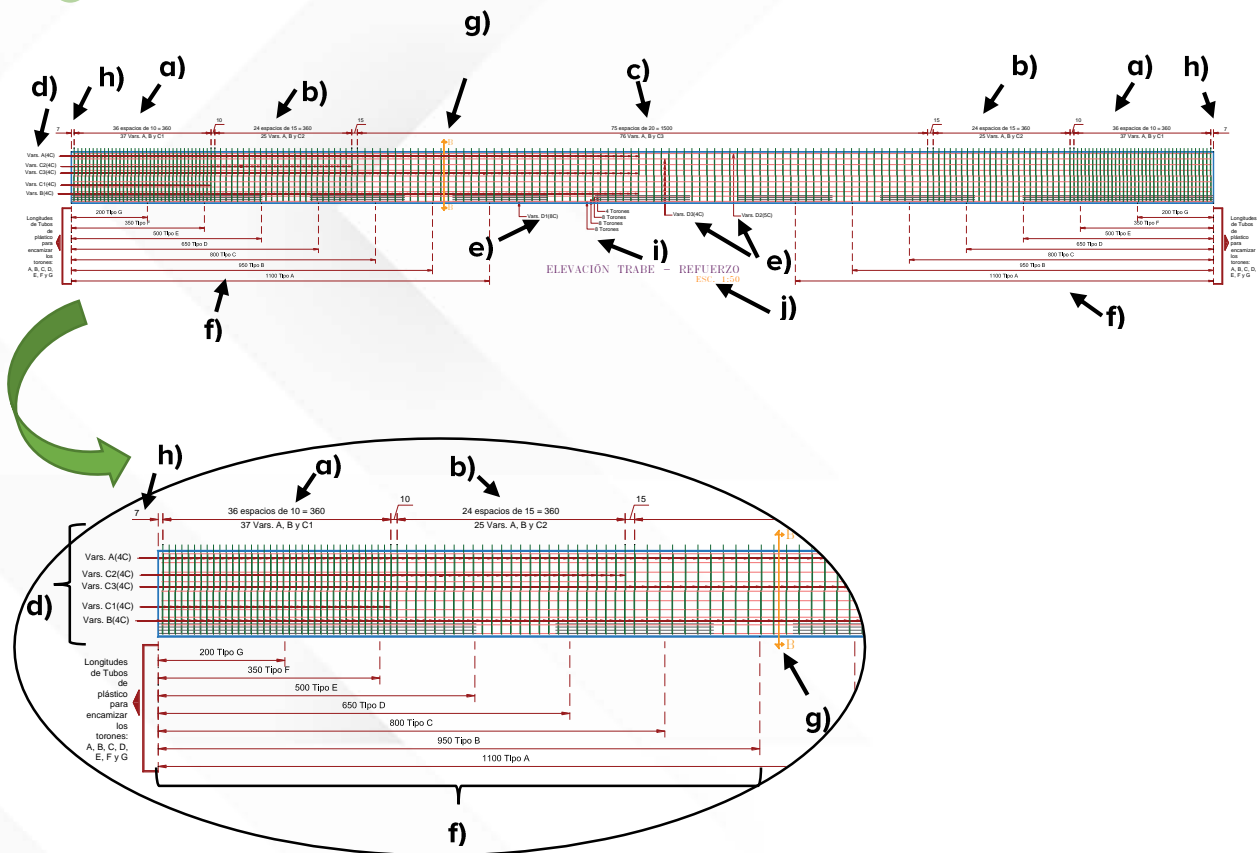 g)
d)
h)
a)
b)
c)
b)
a)
h)
7
36 espacios de 10 = 360
37 Vars. A, B y C1
10
24 espacios de 15 = 360
25 Vars. A, B y C2
15
75 espacios de 20 = 1500
76 Vars. A, B y C3
15
24 espacios de 15 = 360
25 Vars. A, B y C2
10
36 espacios de 10 = 360
37 Vars. A, B y C1
7
B
Vars. A(4C)
Vars. C2(4C)
Vars. C3(4C)
Vars. C1(4C)
Vars. B(4C)
B
Longitudes
de Tubos
de
plástico
para
encamizar
los
torones:
A, B, C, D,
E, F y G
200 TIpo G
350 TIpo F
500 TIpo E
650 TIpo D
800 TIpo C
950 TIpo B
1100 TIpo A
f)
Vars. D1(8C)
e)
4 Torones
8 Torones
8 Torones
8 Torones
i)
Vars. D3(4C)
Vars. D2(5C)
e)
ELEVACIÓN TRABE - REFUERZO
ESC. 1:50
j)
200 TIpo G
350 TIpo F
500 TIpo E
650 TIpo D
800 TIpo C
950 TIpo B
1100 TIpo A
f)
Longitudes
de Tubos
de
plástico
para
encamizar
los
torones:
A, B, C, D,
E, F y G
h)
a)
b)
7
36 espacios de 10 = 360
37 Vars. A, B y C1
10
24 espacios de 15 = 360
25 Vars. A, B y C2
15
B
d)
Vars. A(4C)
Vars. C2(4C)
Vars. C3(4C)
Vars. C1(4C)
Vars. B(4C)
B
g)
Longitudes
de Tubos
de
plástico
para
encamizar
los
torones:
A, B, C, D,
E, F y G
200 TIpo G
350 TIpo F
500 TIpo E
650 TIpo D
800 TIpo C
950 TIpo B
1100 TIpo A
f)